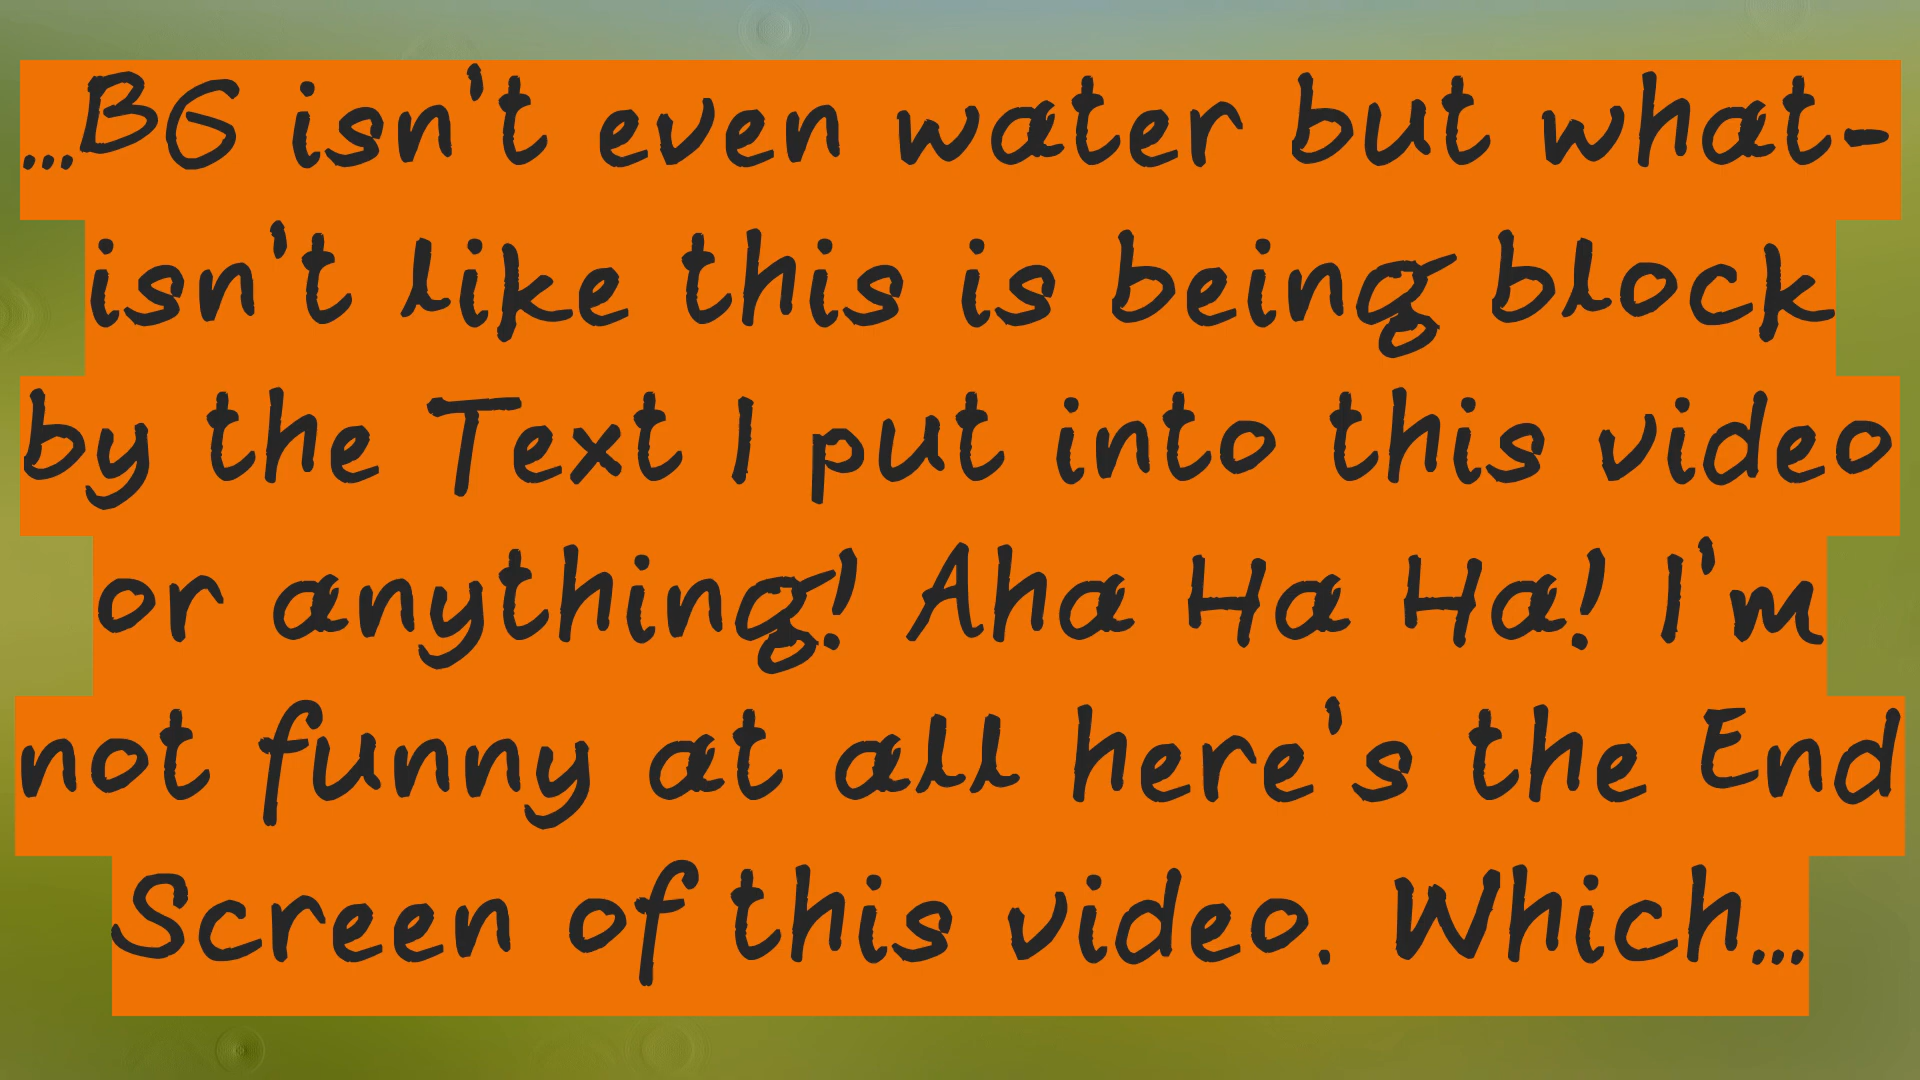 ...BG isn't even water but what-
isn't like this is being block
by the Text I put into this video
or anything! Aha Ha Ha! I'm
not funny at all here's the End
Screen of this video. Which...